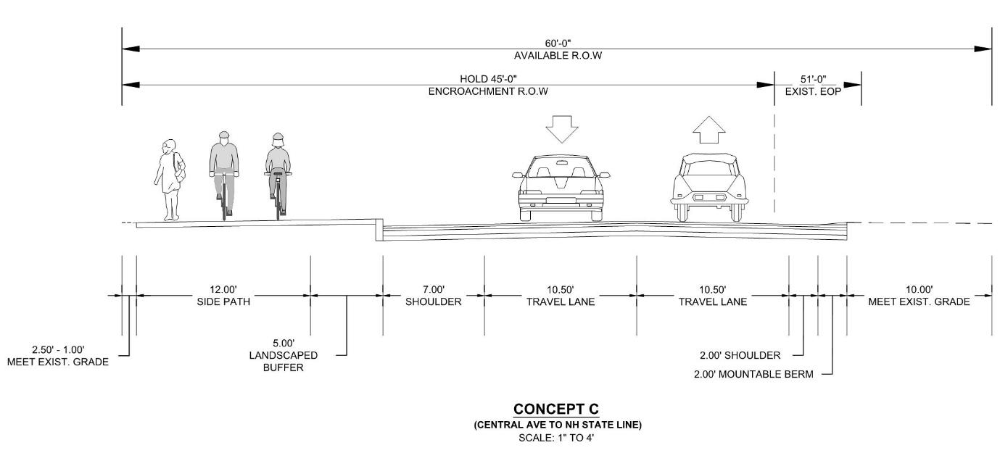 60'-0"
AVAILABLE R.O.W
HOLD 45'-0"
ENCROACHMENT R.O.W
51'-0"
EXIST. EOP
12.00'
SIDE PATH
7.00'
SHOULDER
10.50'
TRAVEL LANE
10.50'
TRAVEL LANE
10.00'
MEET EXIST. GRADE
2.50' - 1.00'
MEET EXIST. GRADE
5.00'
LANDSCAPED
BUFFER
2.00' SHOULDER
2.00' MOUNTABLE BERM
CONCEPT C
(CENTRAL AVE TO NH STATE LINE)
SCALE: 1" TO 4'